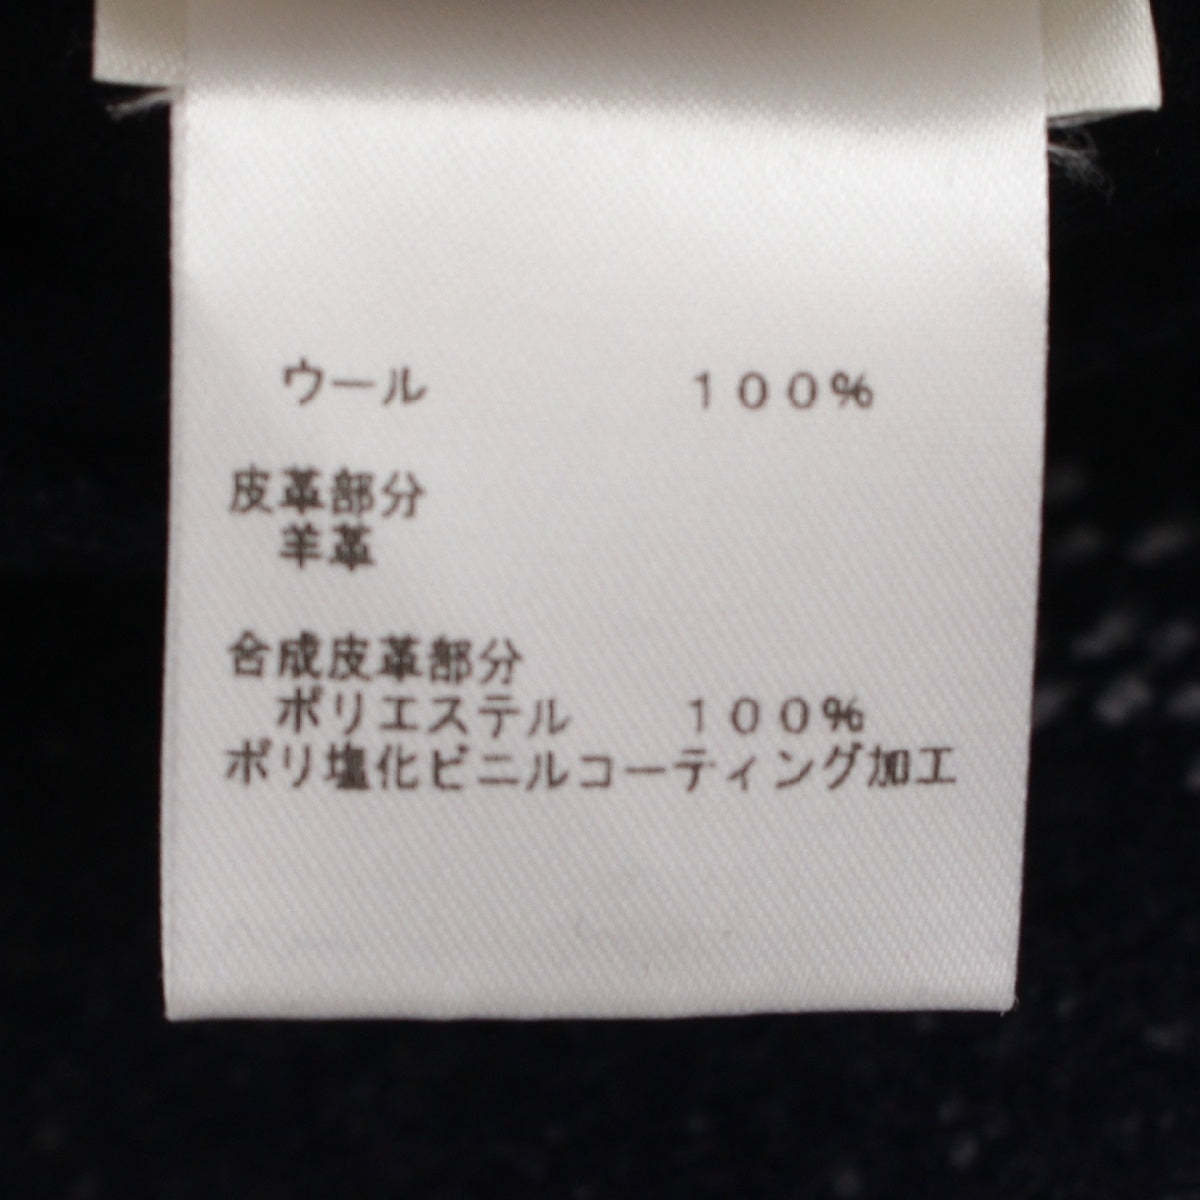 ウール 100%
皮革部分
羊革
合成皮革部分
ポリエステル 100%
ポリ塩化ビニルコーティング加工